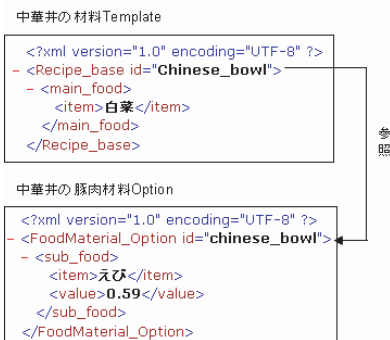 中華丼の材料Template
<?xml version="1.0" encoding="UTF-8" ?>
- <Recipe_base id="Chinese_bowl">
- <main_food>
<item>白菜</item>
</main_food>
</Recipe_base>
参照
中華丼の豚肉材料Option
<?xml version="1.0" encoding="UTF-8" ?>
- <FoodMaterial_Option id="chinese_bowl">
- <sub_food>
<item>えび</item>
<value>0.59</value>
</sub_food>
</FoodMaterial_Option>